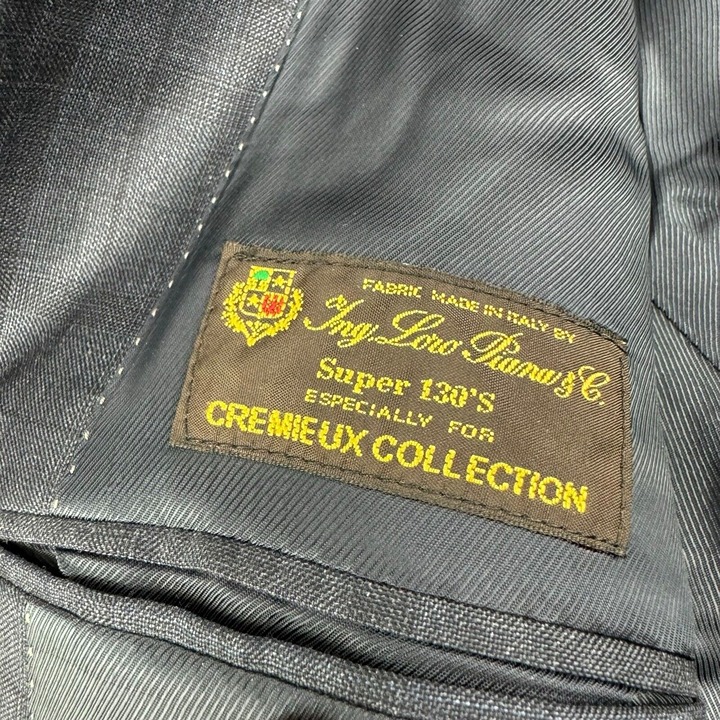 FABRIC MADE IN ITALY BY
Ing. Loro Piana & C.
Super 130'S
ESPECIALLY FOR
CREMIEUX COLLECTION